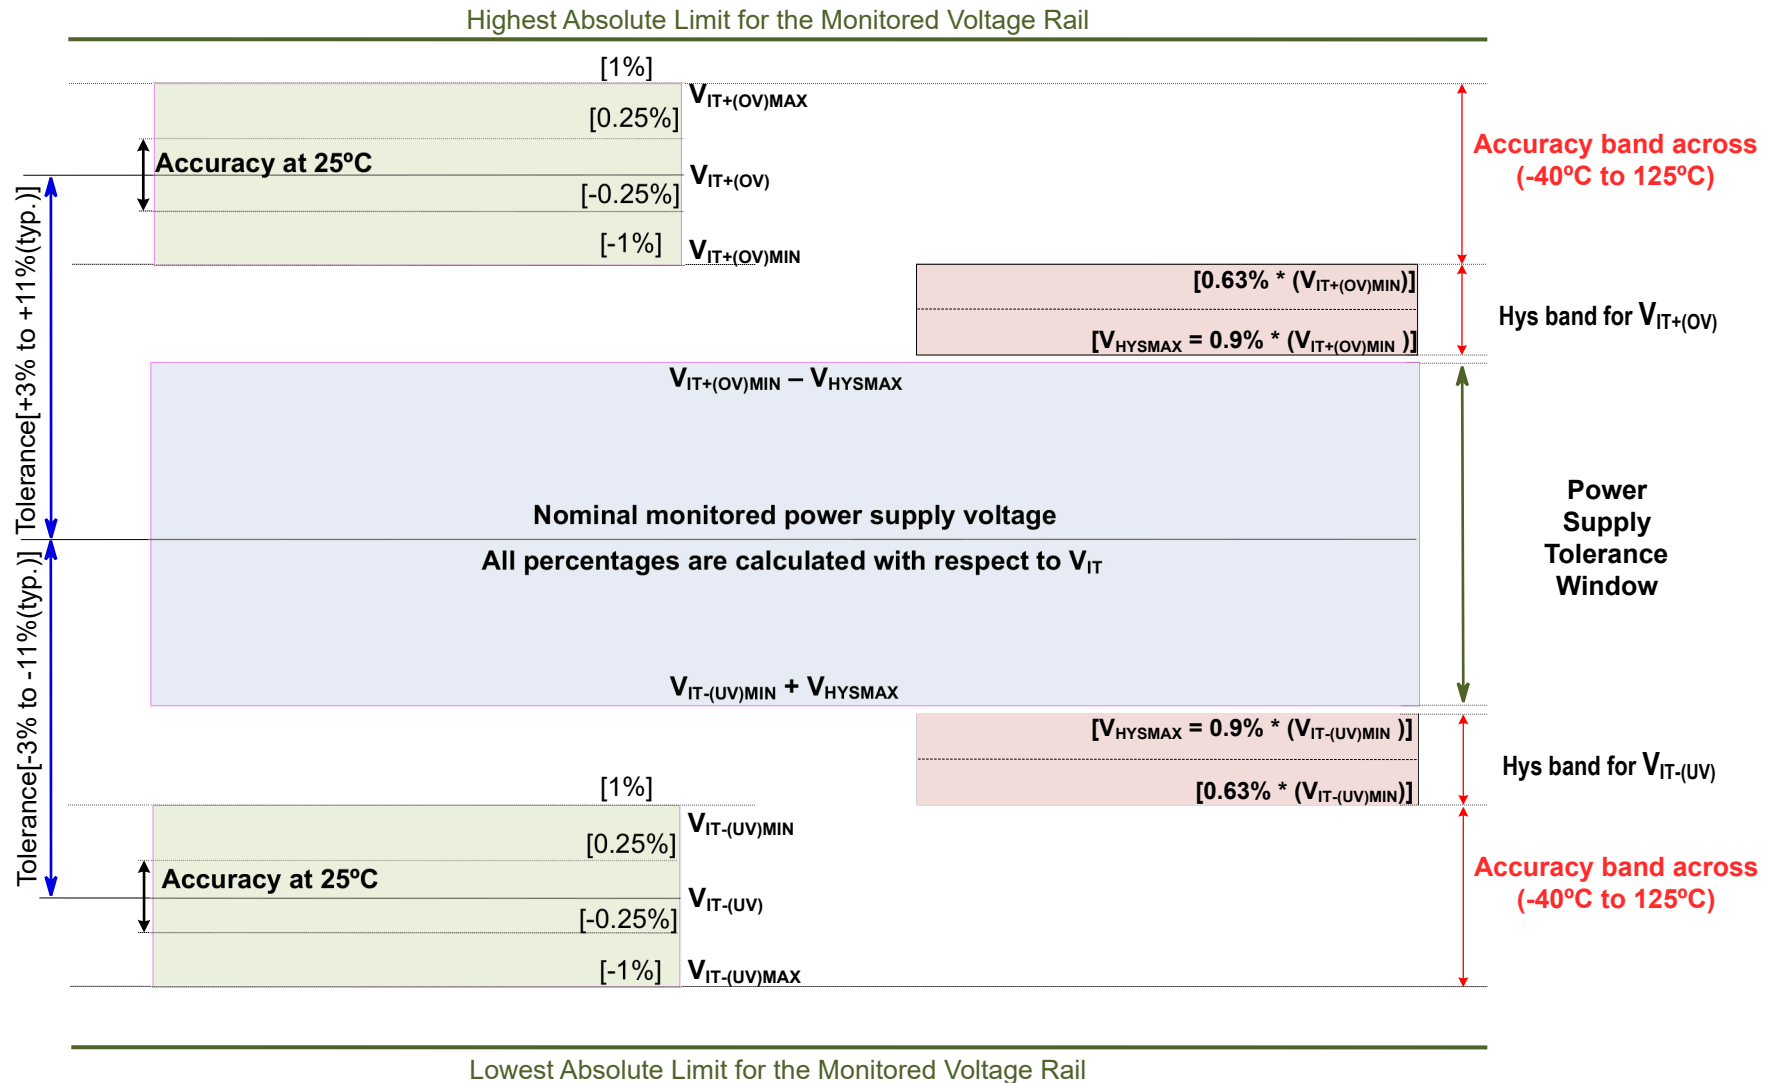 Highest Absolute Limit for the Monitored Voltage Rail
[1%]
VIT+(OV)MAX
[0.25%]
Accuracy at 25ºC
VIT+(OV)
[-0.25%]
[-1%]
VIT+(OV)MIN
Accuracy band across
(-40ºC to 125ºC)
Tolerance[+3% to +11%(typ.)]
[0.63% * (VIT+(OV)MIN)]
[VHYSMAX = 0.9% * (VIT+(OV)MIN )]
Hys band for VIT+(OV)
VIT+(OV)MIN – VHYSMAX
Nominal monitored power supply voltage
All percentages are calculated with respect to VIT
Power
Supply
Tolerance
Window
VIT-(UV)MIN + VHYSMAX
Tolerance[-3% to -11%(typ.)]
[VHYSMAX = 0.9% * (VIT-(UV)MIN )]
[0.63% * (VIT-(UV)MIN)]
Hys band for VIT-(UV)
[1%]
VIT-(UV)MIN
[0.25%]
Accuracy at 25ºC
VIT-(UV)
[-0.25%]
[-1%]
VIT-(UV)MAX
Accuracy band across
(-40ºC to 125ºC)
Lowest Absolute Limit for the Monitored Voltage Rail